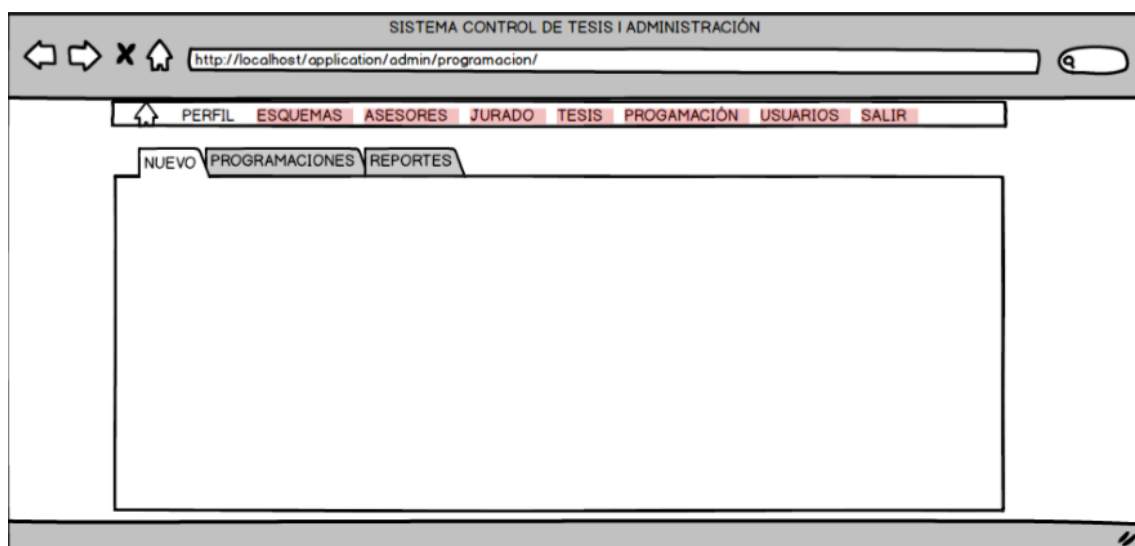 SISTEMA CONTROL DE TESIS | ADMINISTRACIÓN
http://localhost/application/admin/programacion/
PERFIL ESQUEMAS ASESORES JURADO TESIS PROGAMACIÓN USUARIOS SALIR
NUEVO PROGRAMACIONES REPORTES